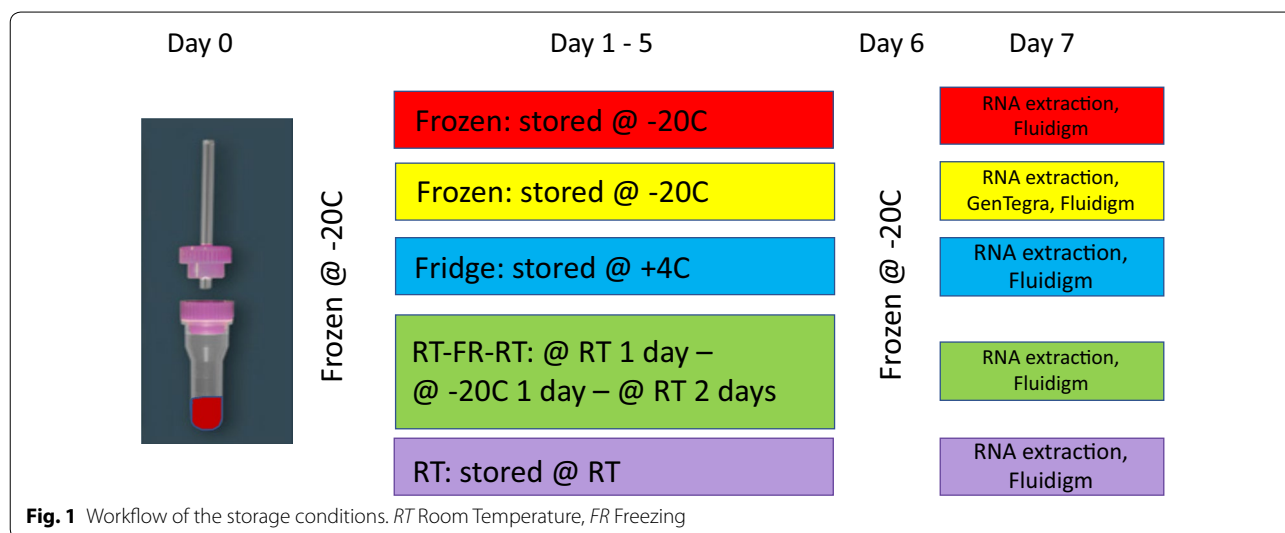 Day 0
Day 1 - 5
Day 6
Day 7
Frozen @ -20C
Frozen: stored @ -20C
Frozen: stored @ -20C
Fridge: stored @ +4C
RT-FR-RT: @ RT 1 day –
@ -20C 1 day – @ RT 2 days
RT: stored @ RT
Frozen @ -20C
RNA extraction,
Fluidigm
RNA extraction,
GenTegra, Fluidigm
RNA extraction,
Fluidigm
RNA extraction,
Fluidigm
RNA extraction,
Fluidigm
Fig. 1 Workflow of the storage conditions. RT Room Temperature, FR Freezing